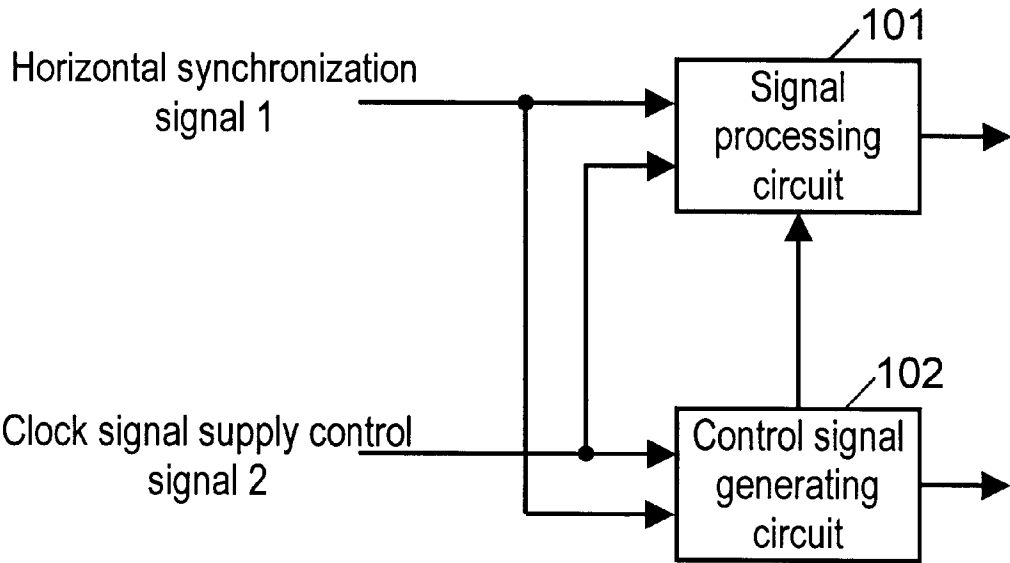 101
Horizontal synchronization
signal 1
Signal
processing
circuit
102
Clock signal supply control
signal 2
Control signal
generating
circuit